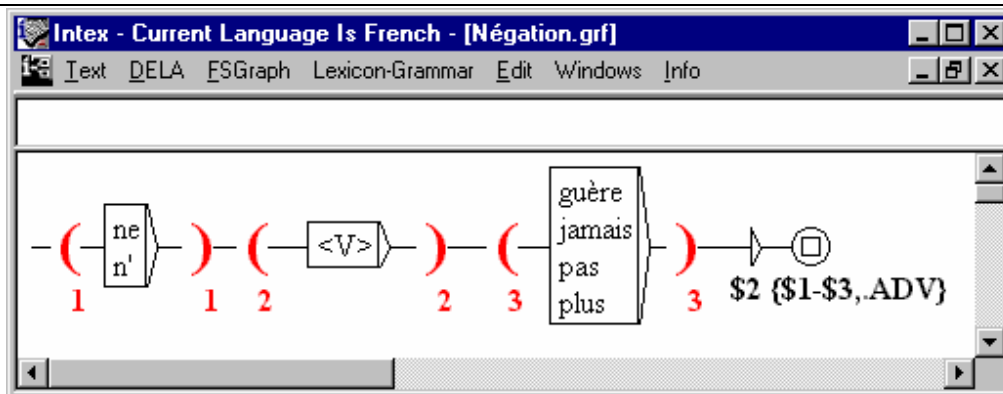 Intex - Current Language Is French - [Négation.grf]
Text DELA FSGraph Lexicon-Grammar Edit Windows Info
ne
n'
<V>
guère
jamais
pas
plus
( ) ( ) ( )
1 1 2 2 3 3
$2 {$1-$3,.ADV}